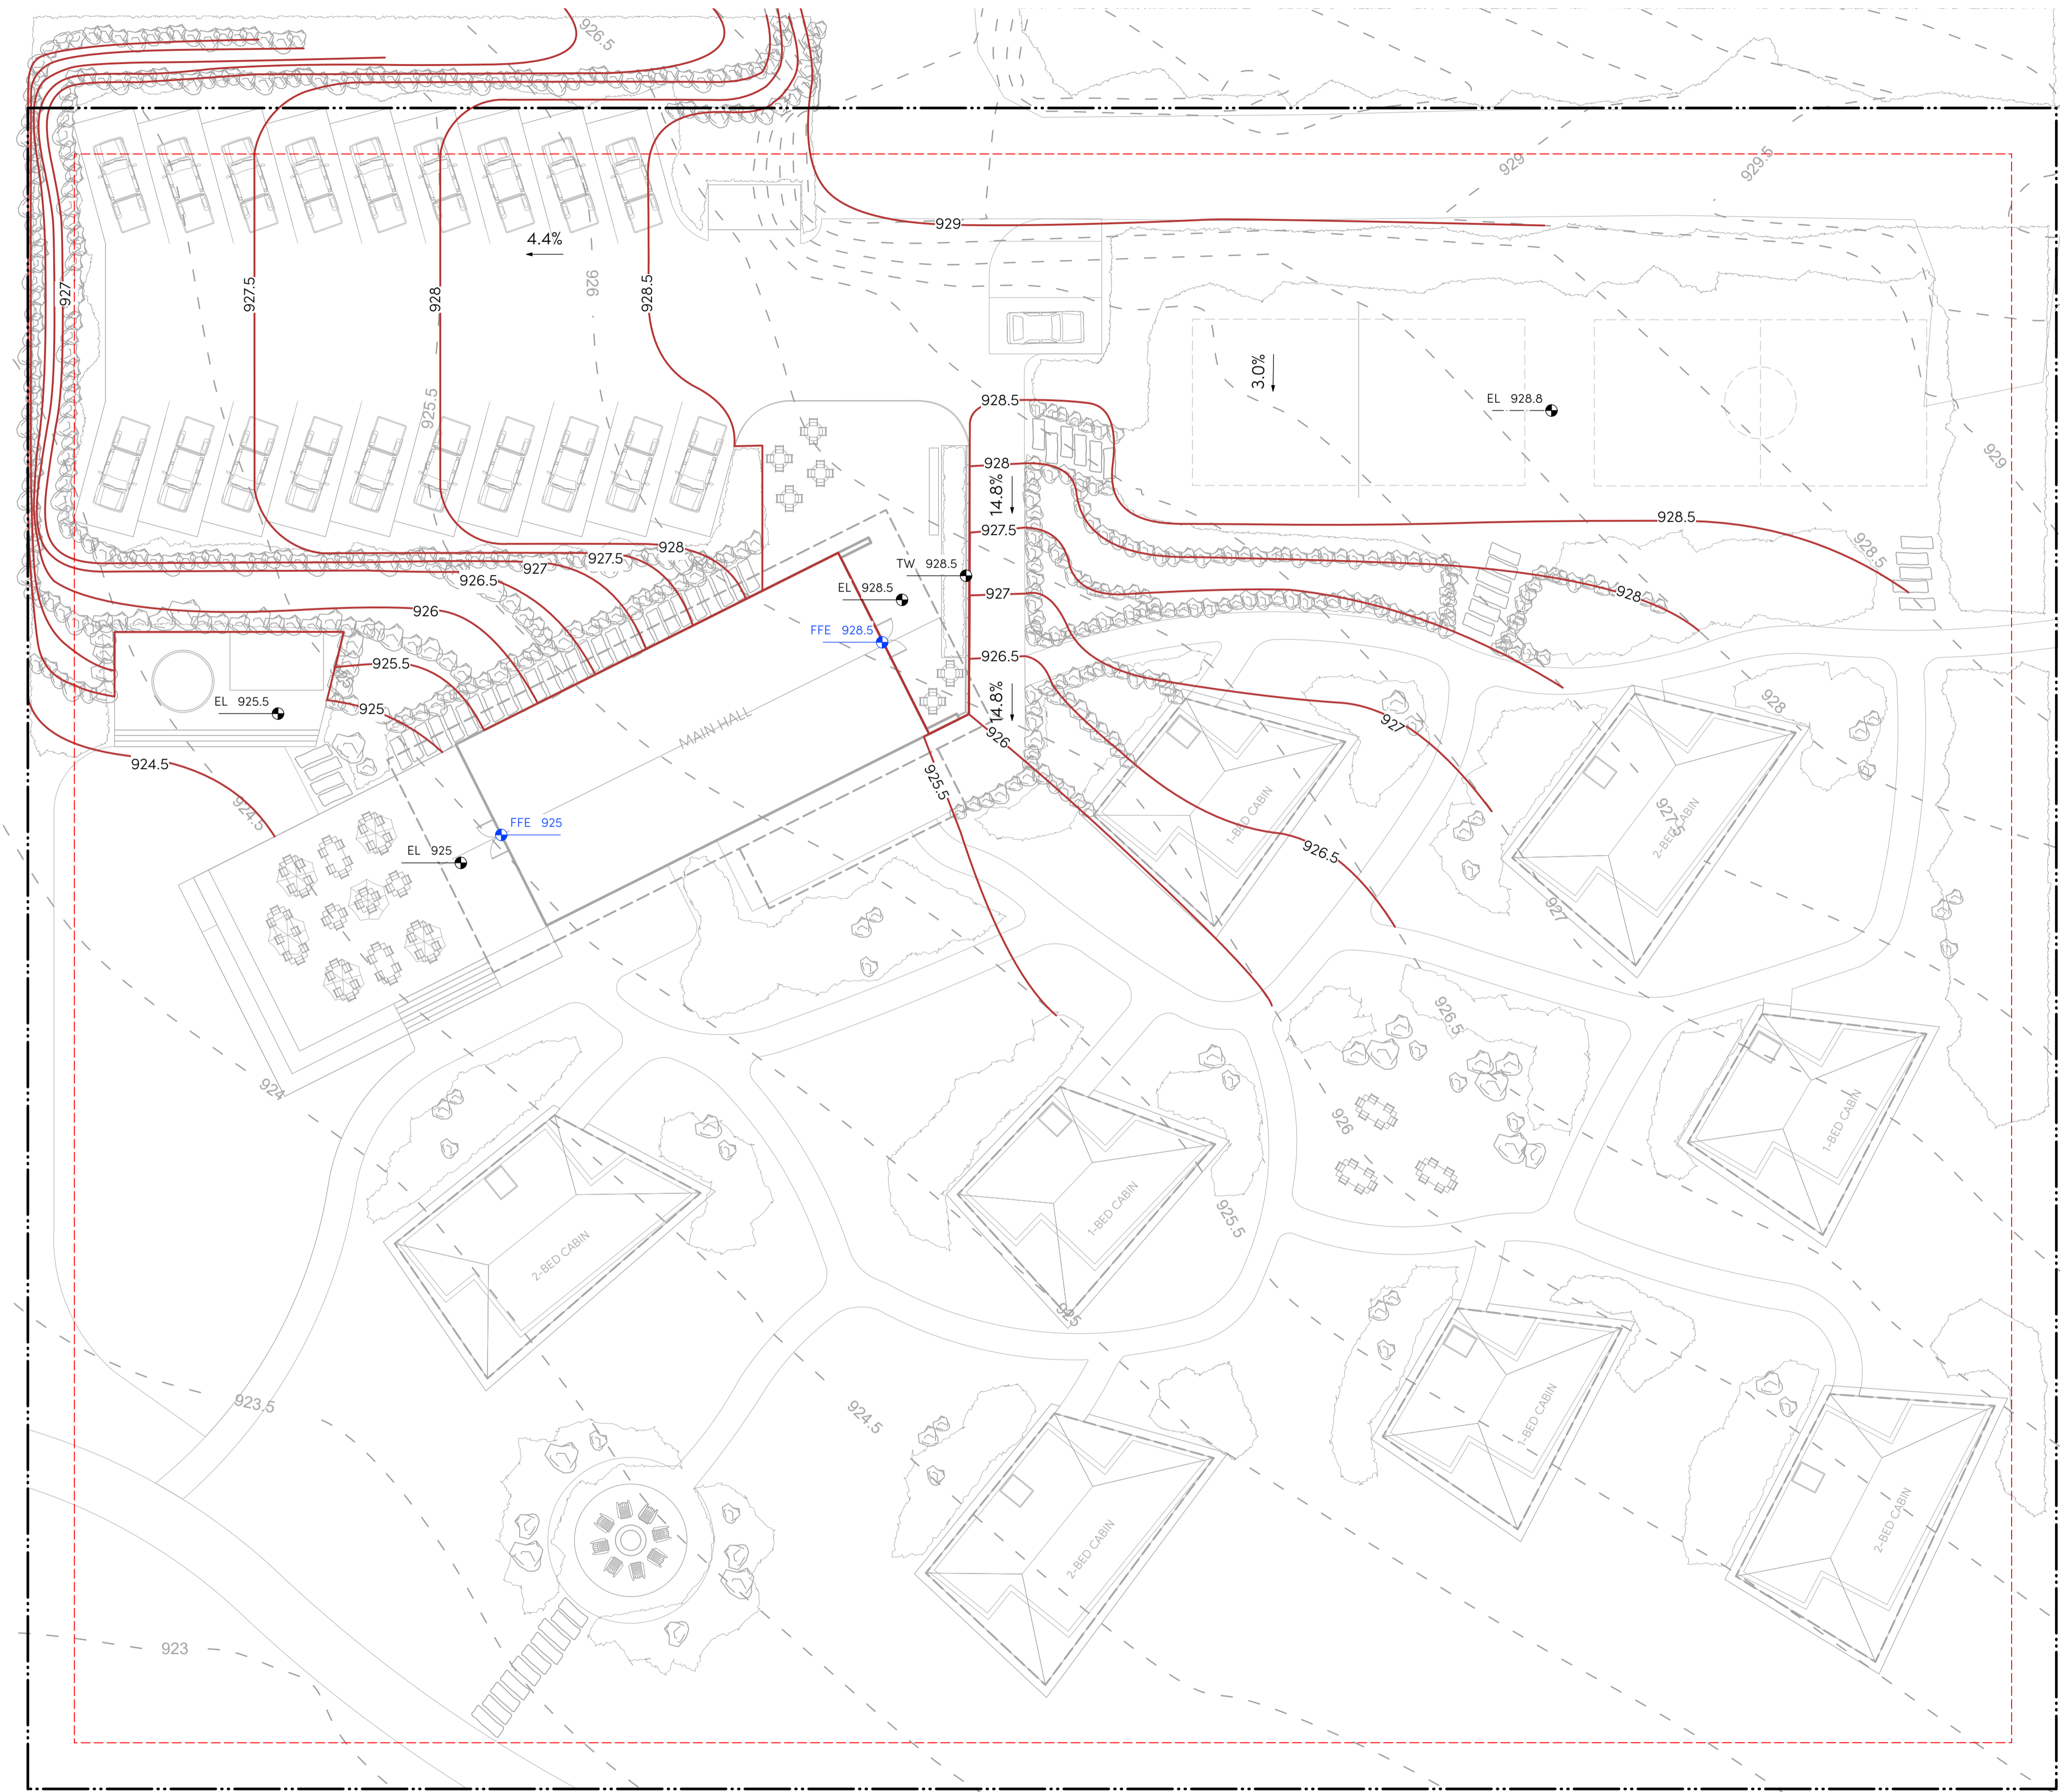 926.5
929
929.5
929
4.4%
927
927.5
928
926
928.5
3.0%
EL 928.8
925.5
928.5
928
14.8%
929
928.5
927.5
928
927.5
927
928.5
TW 928.5
926.5
EL 928.5
927
928
926
FFE 928.5
926.5
925.5
EL 925.5
925
14.8%
928
MAIN HALL
926
927
924.5
925.5
924.5
1-BED CABIN
927.5
2-BED CABIN
FFE 925
EL 925
926.5
927
926.5
924
926
1-BED CABIN
1-BED CABIN
925.5
2-BED CABIN
925
923.5
924.5
1-BED CABIN
2-BED CABIN
2-BED CABIN
923